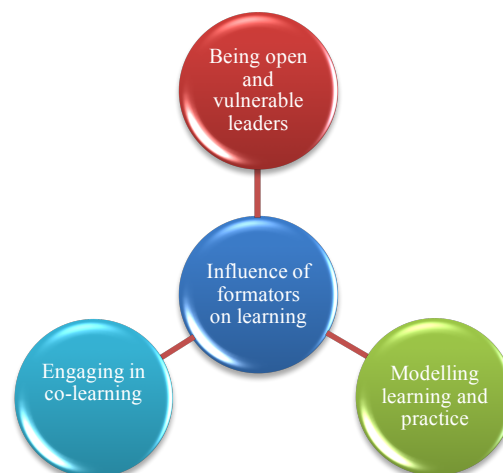 Being open
and
vulnerable
leaders
Influence of
formators
on learning
Engaging in
co-learning
Modelling
learning and
practice